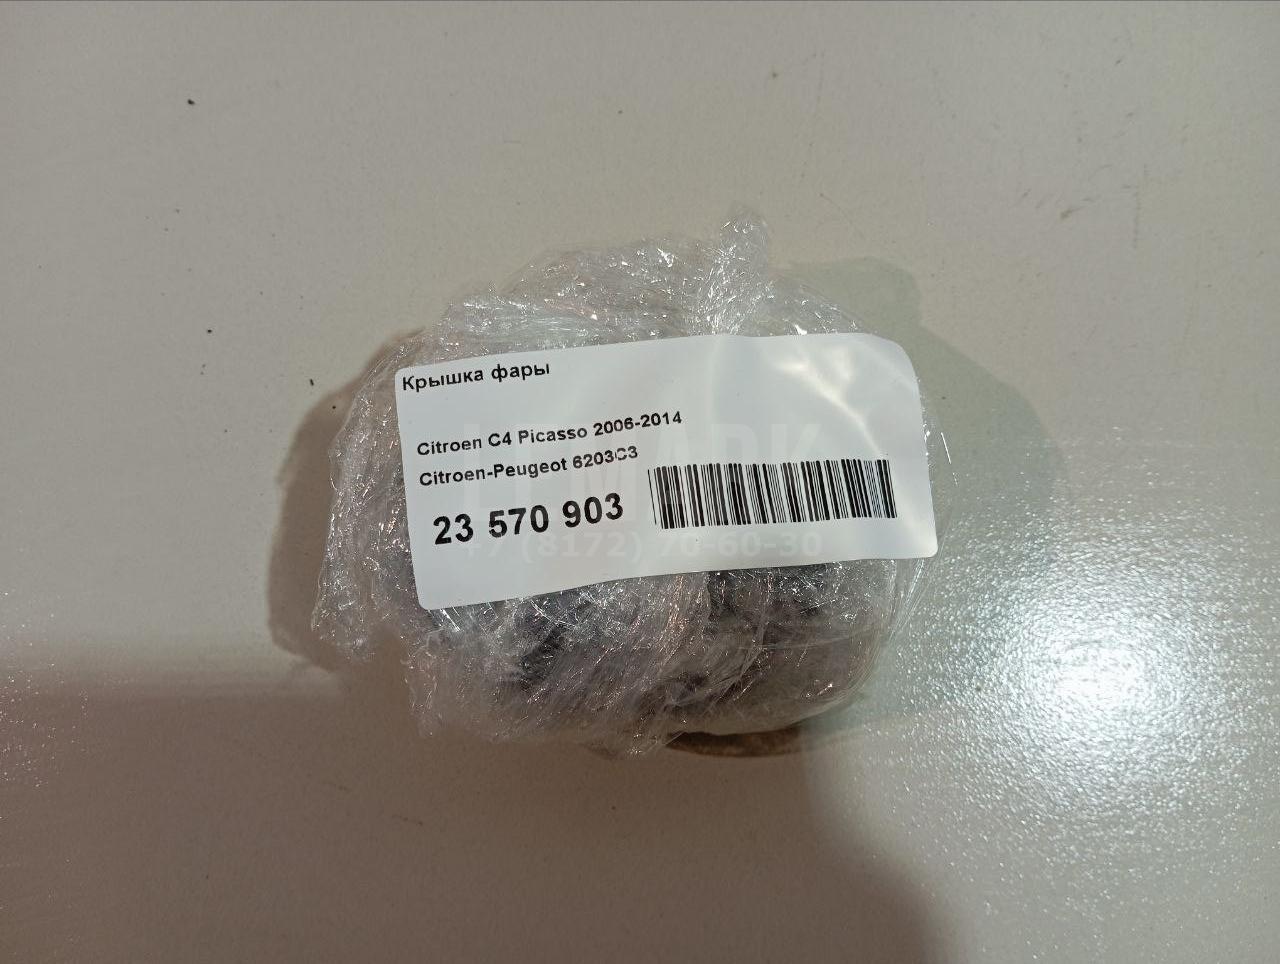 Крышка фары
Citroen C4 Picasso 2006-2014
Citroen-Peugeot 6203C3
23 570 903
+7 (8172) 70-60-30